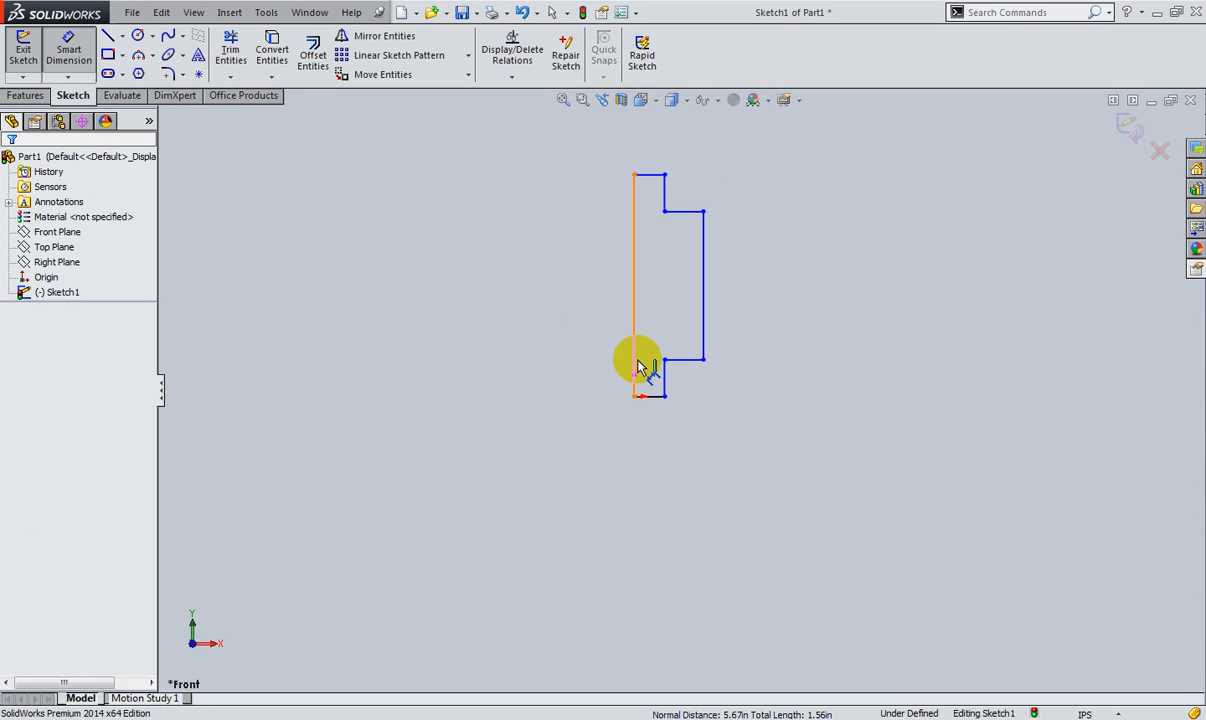 SOLIDWORKS File Edit View Insert Tools Window Help Sketch1 of Part1 * Search Commands ?
Exit Sketch
Smart Dimension
Trim Entities
Convert Entities
Offset Entities
Mirror Entities
Linear Sketch Pattern
Move Entities
Display/Delete Relations
Repair Sketch
Quick Snaps
Rapid Sketch
Features Sketch Evaluate DimXpert Office Products
Part1 (Default<<Default>_Displa
History
Sensors
Annotations
Material <not specified>
Front Plane
Top Plane
Right Plane
Origin
(-) Sketch1
Y
X
*Front
Model Motion Study 1
SolidWorks Premium 2014 x64 Edition Normal Distance: 5.67in Total Length: 1.56in Under Defined Editing Sketch1 IPS